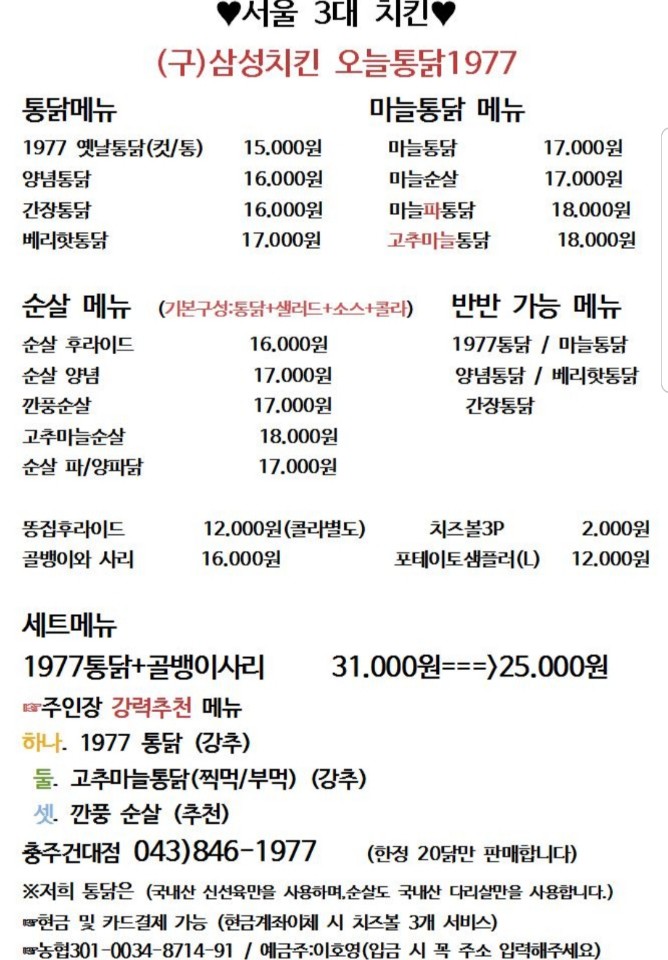 ♥서울 3대 치킨♥
(구)삼성치킨 오늘통닭1977
통닭메뉴 마늘통닭 메뉴
1977 옛날통닭(컷/통) 15.000원 마늘통닭 17.000원
양념통닭 16.000원 마늘순살 17.000원
간장통닭 16.000원 마늘파통닭 18.000원
베리핫통닭 17.000원 고추마늘통닭 18.000원
순살 메뉴 (기본구성:통닭+샐러드+소스+콜라) 반반 가능 메뉴
순살 후라이드 16.000원 1977통닭 / 마늘통닭
순살 양념 17.000원 양념통닭 / 베리핫통닭
깐풍순살 17.000원 간장통닭
고추마늘순살 18.000원
순살 파/양파닭 17.000원
똥집후라이드 12.000원(콜라별도) 치즈볼3P 2.000원
골뱅이와 사리 16.000원 포테이토샘플러(L) 12.000원
세트메뉴
1977통닭+골뱅이사리 31.000원===>25.000원
☞주인장 강력추천 메뉴
하나. 1977 통닭 (강추)
둘. 고추마늘통닭(찍먹/부먹) (강추)
셋. 깐풍 순살 (추천)
충주건대점 043)846-1977 (한정 20닭만 판매합니다)
※저희 통닭은 (국내산 신선육만을 사용하며,순살도 국내산 다리살만을 사용합니다.)
☞현금 및 카드결제 가능 (현금계좌이체 시 치즈볼 3개 서비스)
☞농협301-0034-8714-91 / 예금주:이호영(입금 시 꼭 주소 입력해주세요)